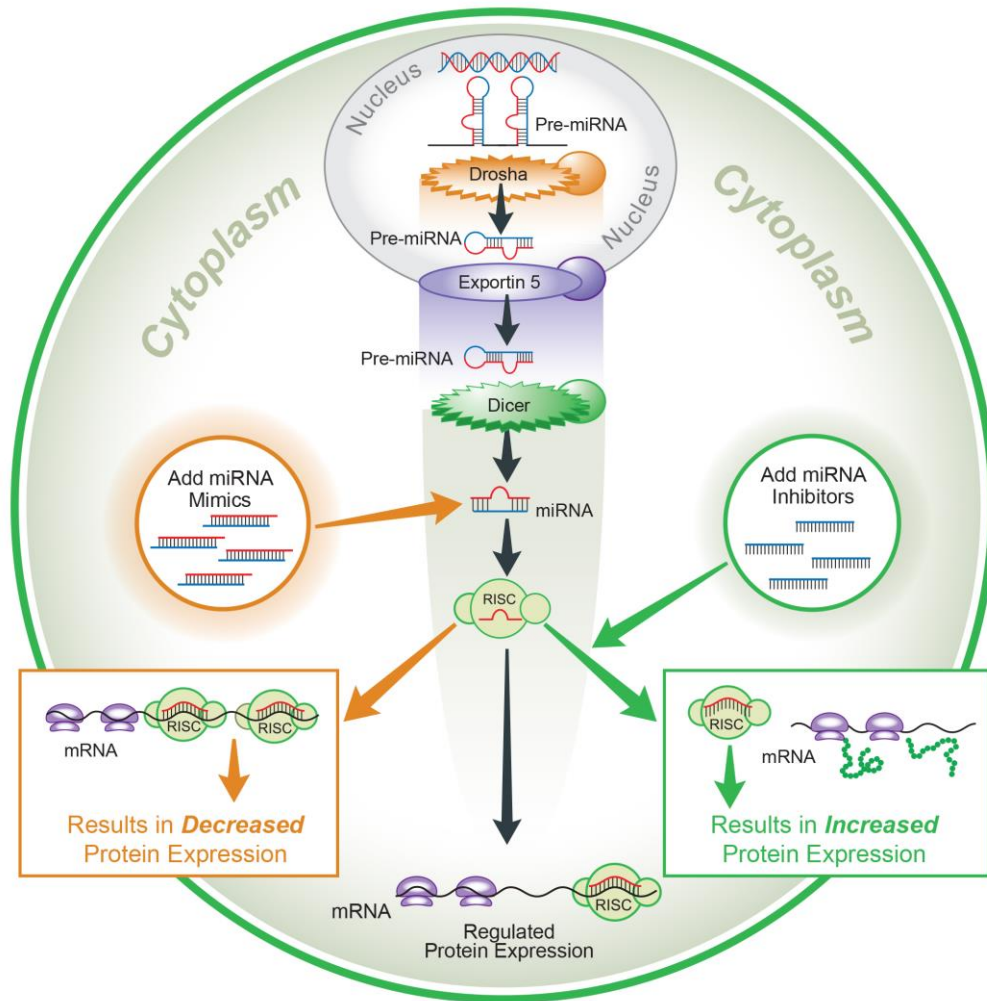 Nucleus
Pre-miRNA
Drosha
Nucleus
Pre-miRNA
Cytoplasm
Cytoplasm
Exportin 5
Pre-miRNA
Dicer
Add miRNA
Mimics
miRNA
Add miRNA
Inhibitors
RISC
RISC
RISC
mRNA
Results in Decreased
Protein Expression
RISC
mRNA
Results in Increased
Protein Expression
mRNA
RISC
Regulated
Protein Expression